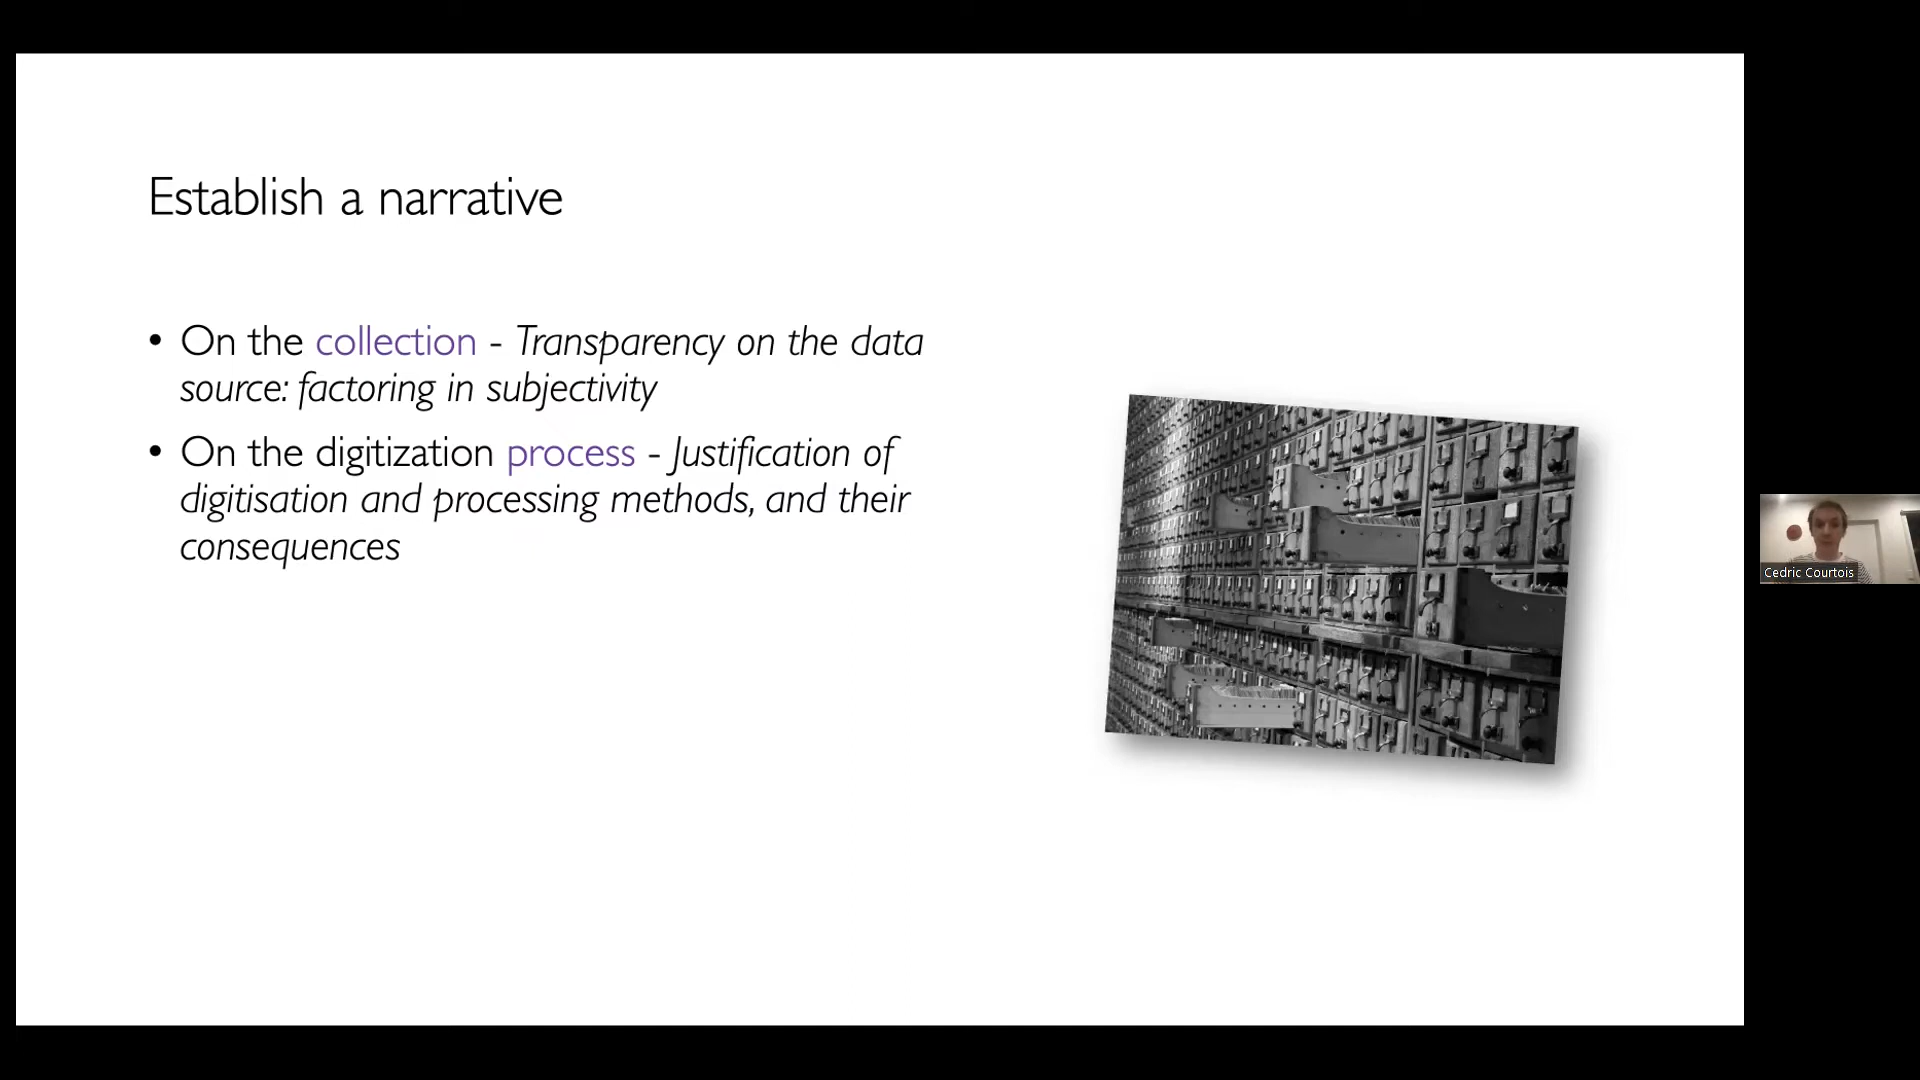 Establish a narrative
• On the collection - Transparency on the data
source: factoring in subjectivity
• On the digitization process - Justification of
digitisation and processing methods, and their
consequences
Cedric Courtois